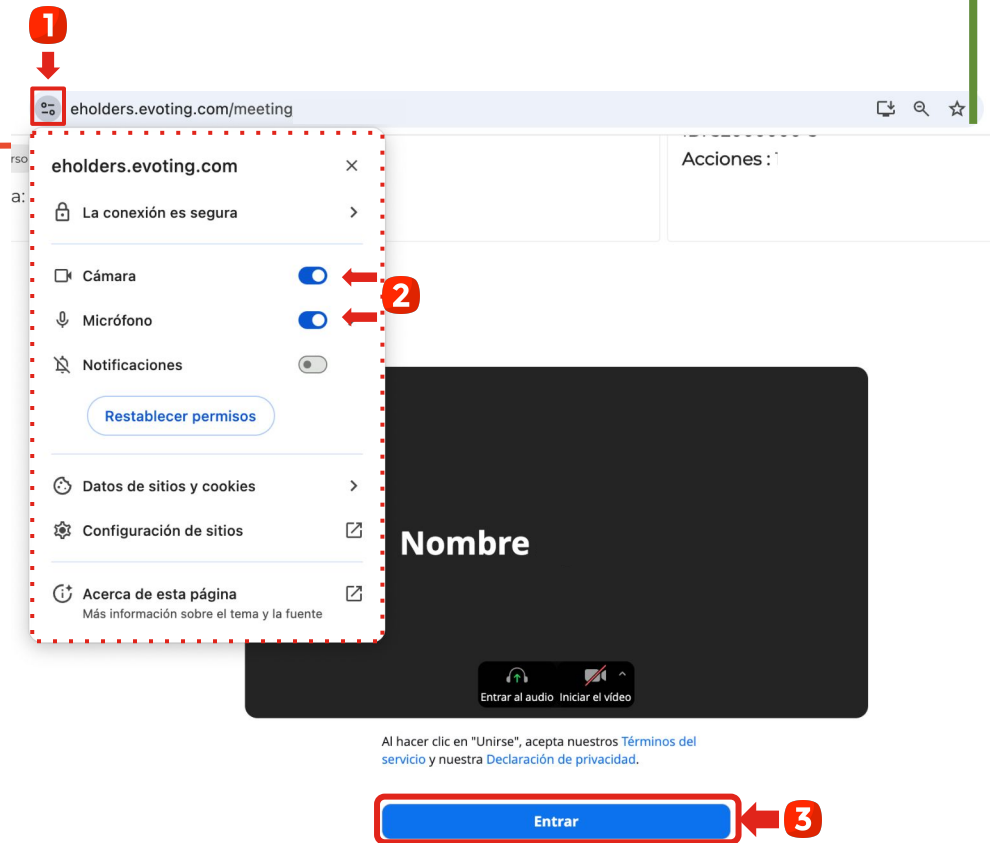 1
eholders.evoting.com/meeting
rso
a:
Acciones :
eholders.evoting.com
La conexión es segura
Cámara
2
Micrófono
Notificaciones
Restablecer permisos
Datos de sitios y cookies
Configuración de sitios
Acerca de esta página
Más información sobre el tema y la fuente
Nombre
Entrar al audio Iniciar el vídeo
Al hacer clic en "Unirse", acepta nuestros Términos del
servicio y nuestra Declaración de privacidad.
Entrar
3